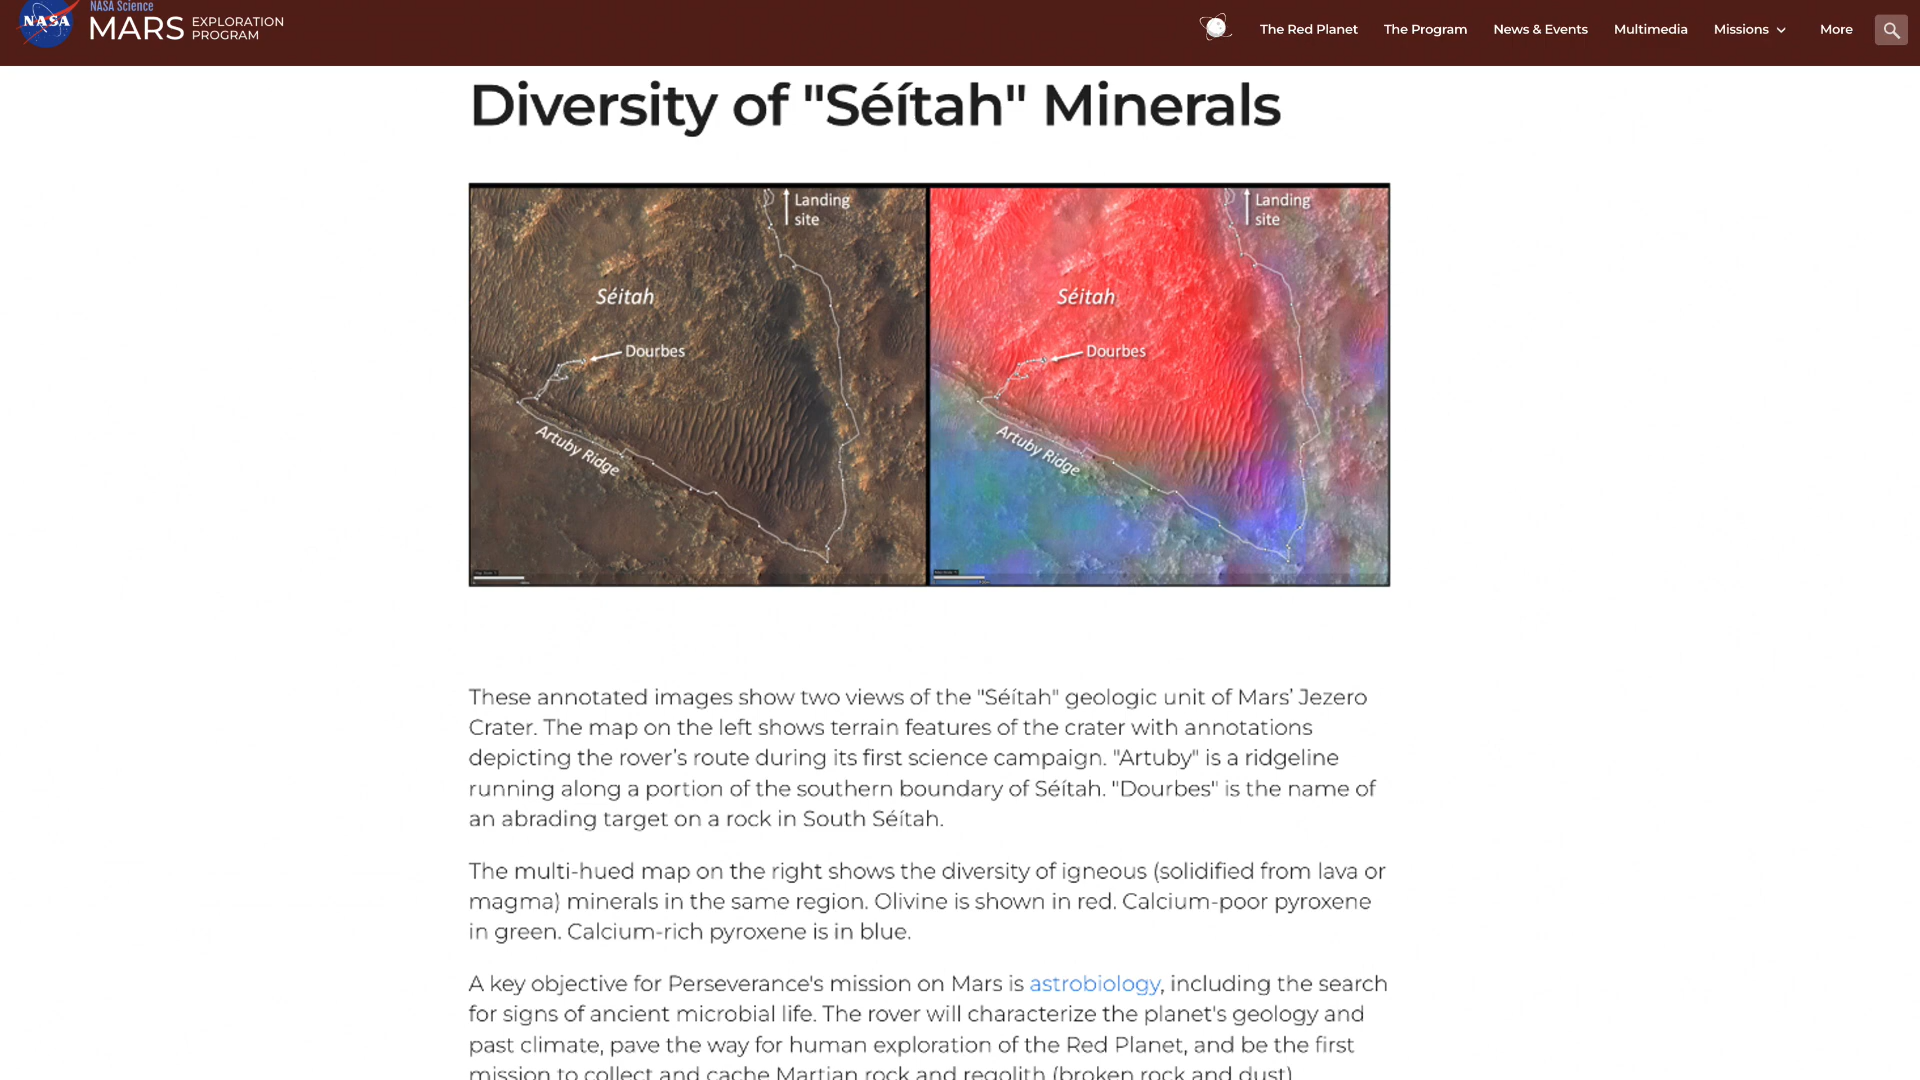 NASA
NASA Science
MARS EXPLORATION PROGRAM
The Red Planet
The Program
News & Events
Multimedia
Missions
More
Diversity of "Séítah" Minerals
Landing
site
Séitah
Dourbes
Artuby Ridge
Landing
site
Séitah
Dourbes
Artuby Ridge
These annotated images show two views of the "Séítah" geologic unit of Mars’ Jezero
Crater. The map on the left shows terrain features of the crater with annotations
depicting the rover’s route during its first science campaign. "Artuby" is a ridgeline
running along a portion of the southern boundary of Séítah. "Dourbes" is the name of
an abrading target on a rock in South Séítah.
The multi-hued map on the right shows the diversity of igneous (solidified from lava or
magma) minerals in the same region. Olivine is shown in red. Calcium-poor pyroxene
in green. Calcium-rich pyroxene is in blue.
A key objective for Perseverance's mission on Mars is astrobiology, including the search
for signs of ancient microbial life. The rover will characterize the planet's geology and
past climate, pave the way for human exploration of the Red Planet, and be the first
mission to collect and cache Martian rock and regolith (broken rock and dust).